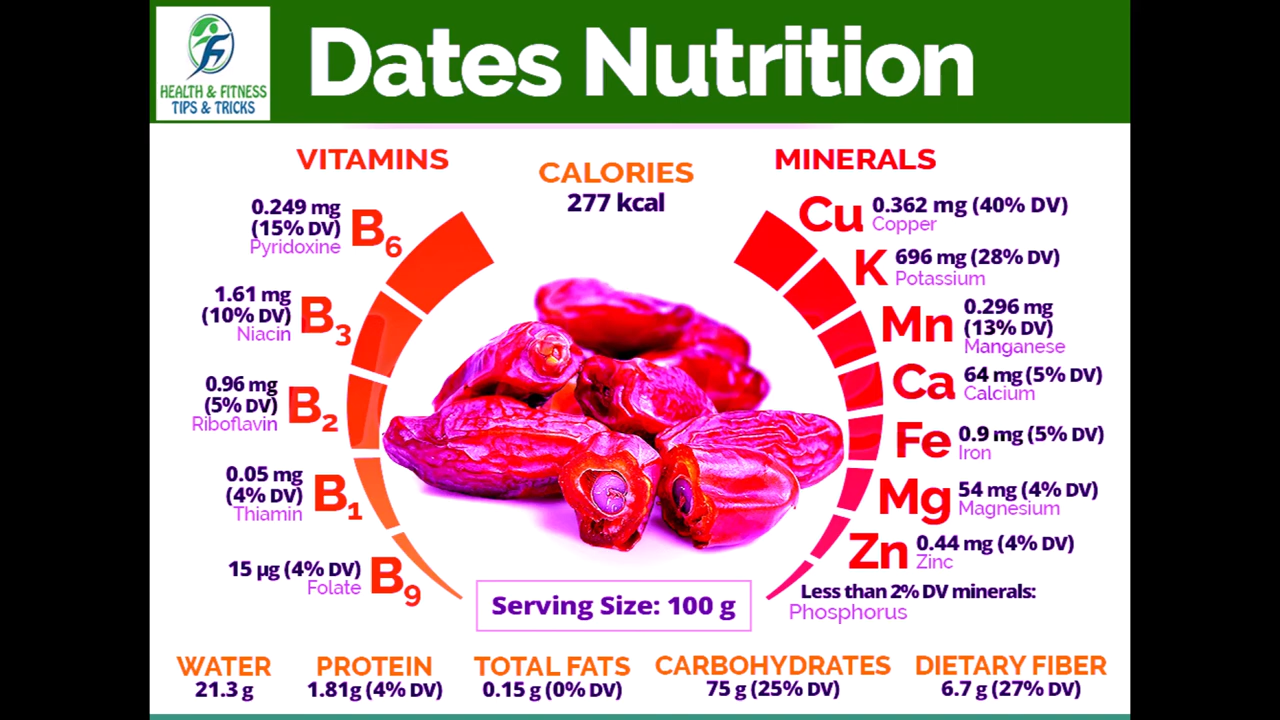 HEALTH & FITNESS
TIPS & TRICKS
Dates Nutrition
VITAMINS
0.249 mg
(15% DV)
Pyridoxine
B6
1.61 mg
(10% DV)
Niacin
B3
0.96 mg
(5% DV)
Riboflavin
B2
0.05 mg
(4% DV)
Thiamin
B1
15 µg (4% DV)
Folate
B9
CALORIES
277 kcal
MINERALS
Cu
0.362 mg (40% DV)
Copper
K
696 mg (28% DV)
Potassium
Mn
0.296 mg
(13% DV)
Manganese
Ca
64 mg (5% DV)
Calcium
Fe
0.9 mg (5% DV)
Iron
Mg
54 mg (4% DV)
Magnesium
Zn
0.44 mg (4% DV)
Zinc
Less than 2% DV minerals:
Phosphorus
Serving Size: 100 g
WATER
21.3 g
PROTEIN
1.81g (4% DV)
TOTAL FATS
0.15 g (0% DV)
CARBOHYDRATES
75 g (25% DV)
DIETARY FIBER
6.7 g (27% DV)